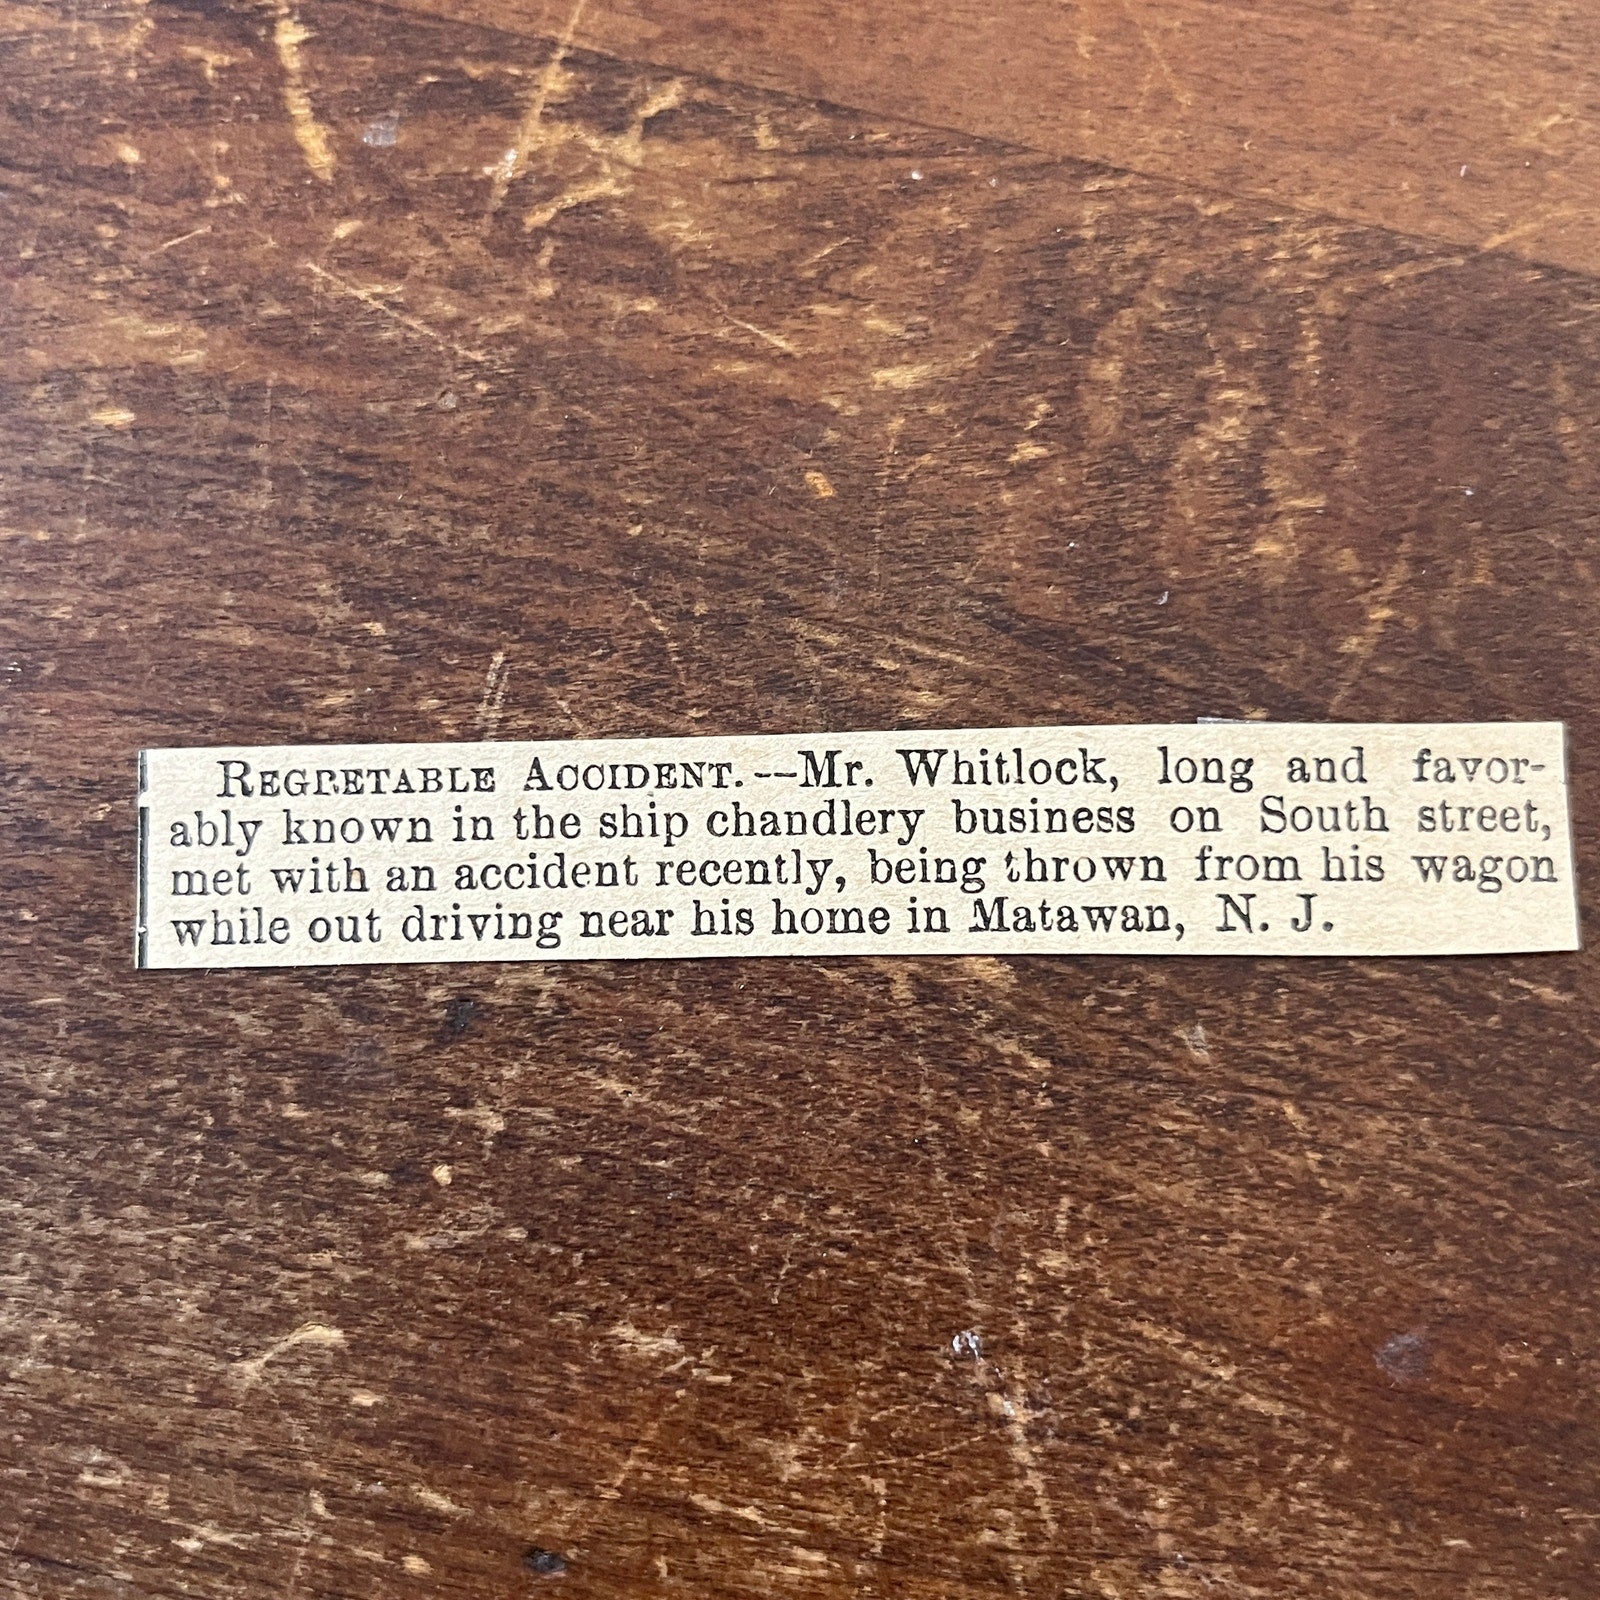 REGRETABLE ACCIDENT.--Mr. Whitlock, long and favor-
ably known in the ship chandlery business on South street,
met with an accident recently, being thrown from his wagon
while out driving near his home in Matawan, N. J.